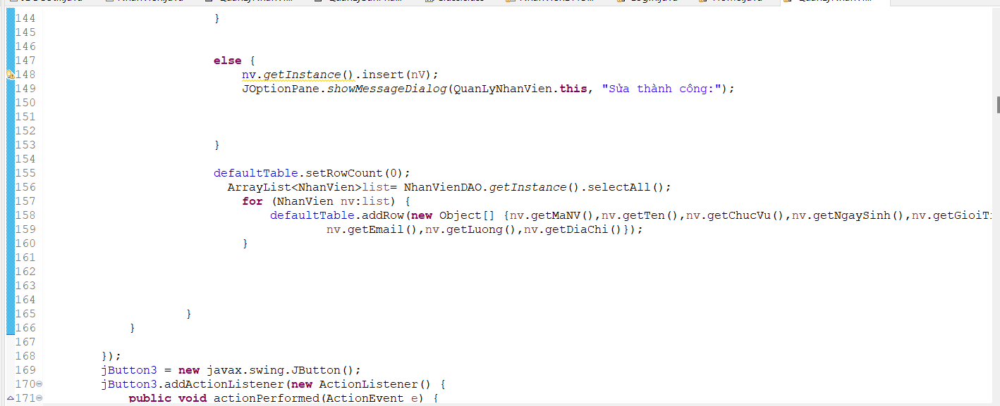 144 }
145
146
147 else {
148 nv.getInstance().insert(nV);
149 JOptionPane.showMessageDialog(QuanLyNhanVien.this, "Sửa thành công:");
150
151
152
153 }
154
155 defaultTable.setRowCount(0);
156 ArrayList<NhanVien>list= NhanVienDAO.getInstance().selectAll();
157 for (NhanVien nv:list) {
158 defaultTable.addRow(new Object[] {nv.getMaNV(),nv.getTen(),nv.getChucVu(),nv.getNgaySinh(),nv.getGioiT
159 nv.getEmail(),nv.getLuong(),nv.getDiaChi()});
160 }
161
162
163
164
165 }
166 }
167
168 });
169 jButton3 = new javax.swing.JButton();
170 jButton3.addActionListener(new ActionListener() {
171 public void actionPerformed(ActionEvent e) {